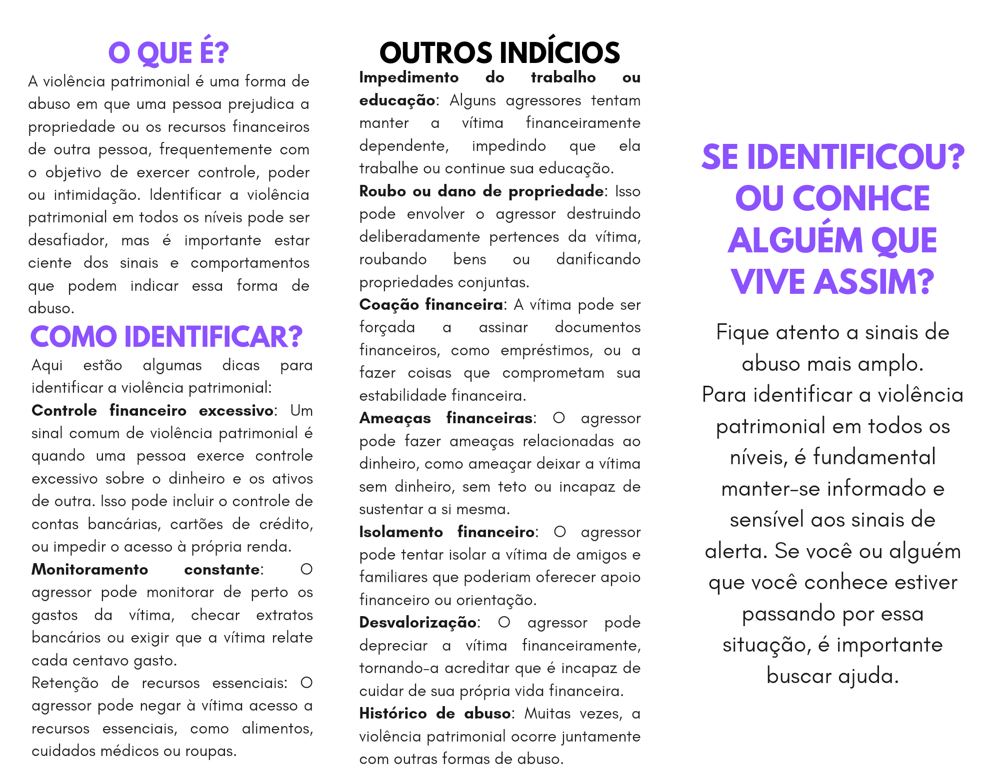 O QUE É?
A violência patrimonial é uma forma de
abuso em que uma pessoa prejudica a
propriedade ou os recursos financeiros
de outra pessoa, frequentemente com
o objetivo de exercer controle, poder
ou intimidação. Identificar a violência
patrimonial em todos os níveis pode ser
desafiador, mas é importante estar
ciente dos sinais e comportamentos
que podem indicar essa forma de
abuso.
COMO IDENTIFICAR?
Aqui estão algumas dicas para
identificar a violência patrimonial:
Controle financeiro excessivo: Um
sinal comum de violência patrimonial é
quando uma pessoa exerce controle
excessivo sobre o dinheiro e os ativos
de outra. Isso pode incluir o controle de
contas bancárias, cartões de crédito,
ou impedir o acesso à própria renda.
Monitoramento constante: O
agressor pode monitorar de perto os
gastos da vítima, checar extratos
bancários ou exigir que a vítima relate
cada centavo gasto.
Retenção de recursos essenciais: O
agressor pode negar à vítima acesso a
recursos essenciais, como alimentos,
cuidados médicos ou roupas.
OUTROS INDÍCIOS
Impedimento do trabalho ou
educação: Alguns agressores tentam
manter a vítima financeiramente
dependente, impedindo que ela
trabalhe ou continue sua educação.
Roubo ou dano de propriedade: Isso
pode envolver o agressor destruindo
deliberadamente pertences da vítima,
roubando bens ou danificando
propriedades conjuntas.
Coação financeira: A vítima pode ser
forçada a assinar documentos
financeiros, como empréstimos, ou a
fazer coisas que comprometam sua
estabilidade financeira.
Ameaças financeiras: O agressor
pode fazer ameaças relacionadas ao
dinheiro, como ameaçar deixar a vítima
sem dinheiro, sem teto ou incapaz de
sustentar a si mesma.
Isolamento financeiro: O agressor
pode tentar isolar a vítima de amigos e
familiares que poderiam oferecer apoio
financeiro ou orientação.
Desvalorização: O agressor pode
depreciar a vítima financeiramente,
tornando-a acreditar que é incapaz de
cuidar de sua própria vida financeira.
Histórico de abuso: Muitas vezes, a
violência patrimonial ocorre juntamente
com outras formas de abuso.
SE IDENTIFICOU?
OU CONHCE
ALGUÉM QUE
VIVE ASSIM?
Fique atento a sinais de
abuso mais amplo.
Para identificar a violência
patrimonial em todos os
níveis, é fundamental
manter-se informado e
sensível aos sinais de
alerta. Se você ou alguém
que você conhece estiver
passando por essa
situação, é importante
buscar ajuda.